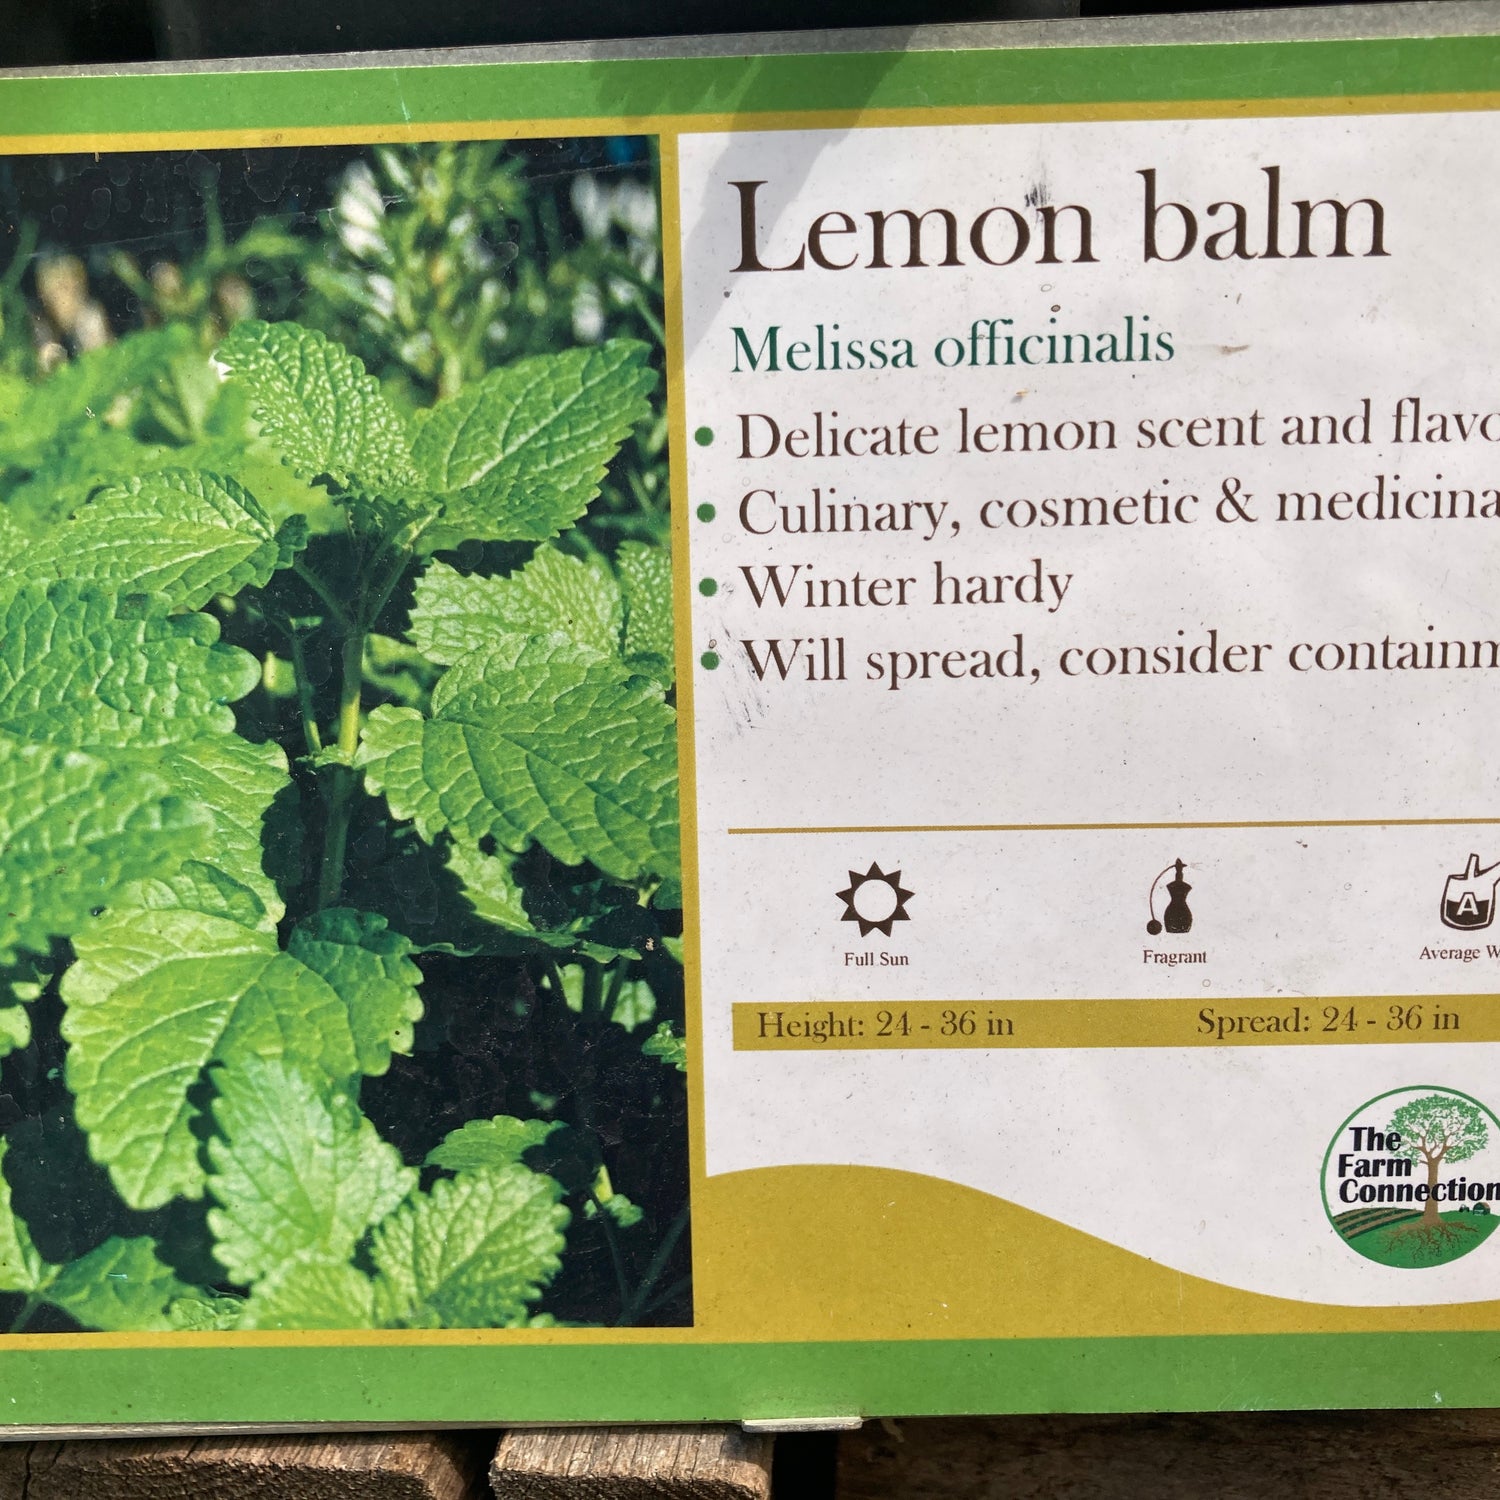 Lemon balm
Melissa officinalis
• Delicate lemon scent and flavo
• Culinary, cosmetic & medicina
• Winter hardy
• Will spread, consider containm
Full Sun
Fragrant
A
Average W
Height: 24 - 36 in
Spread: 24 - 36 in
The
Farm
Connection